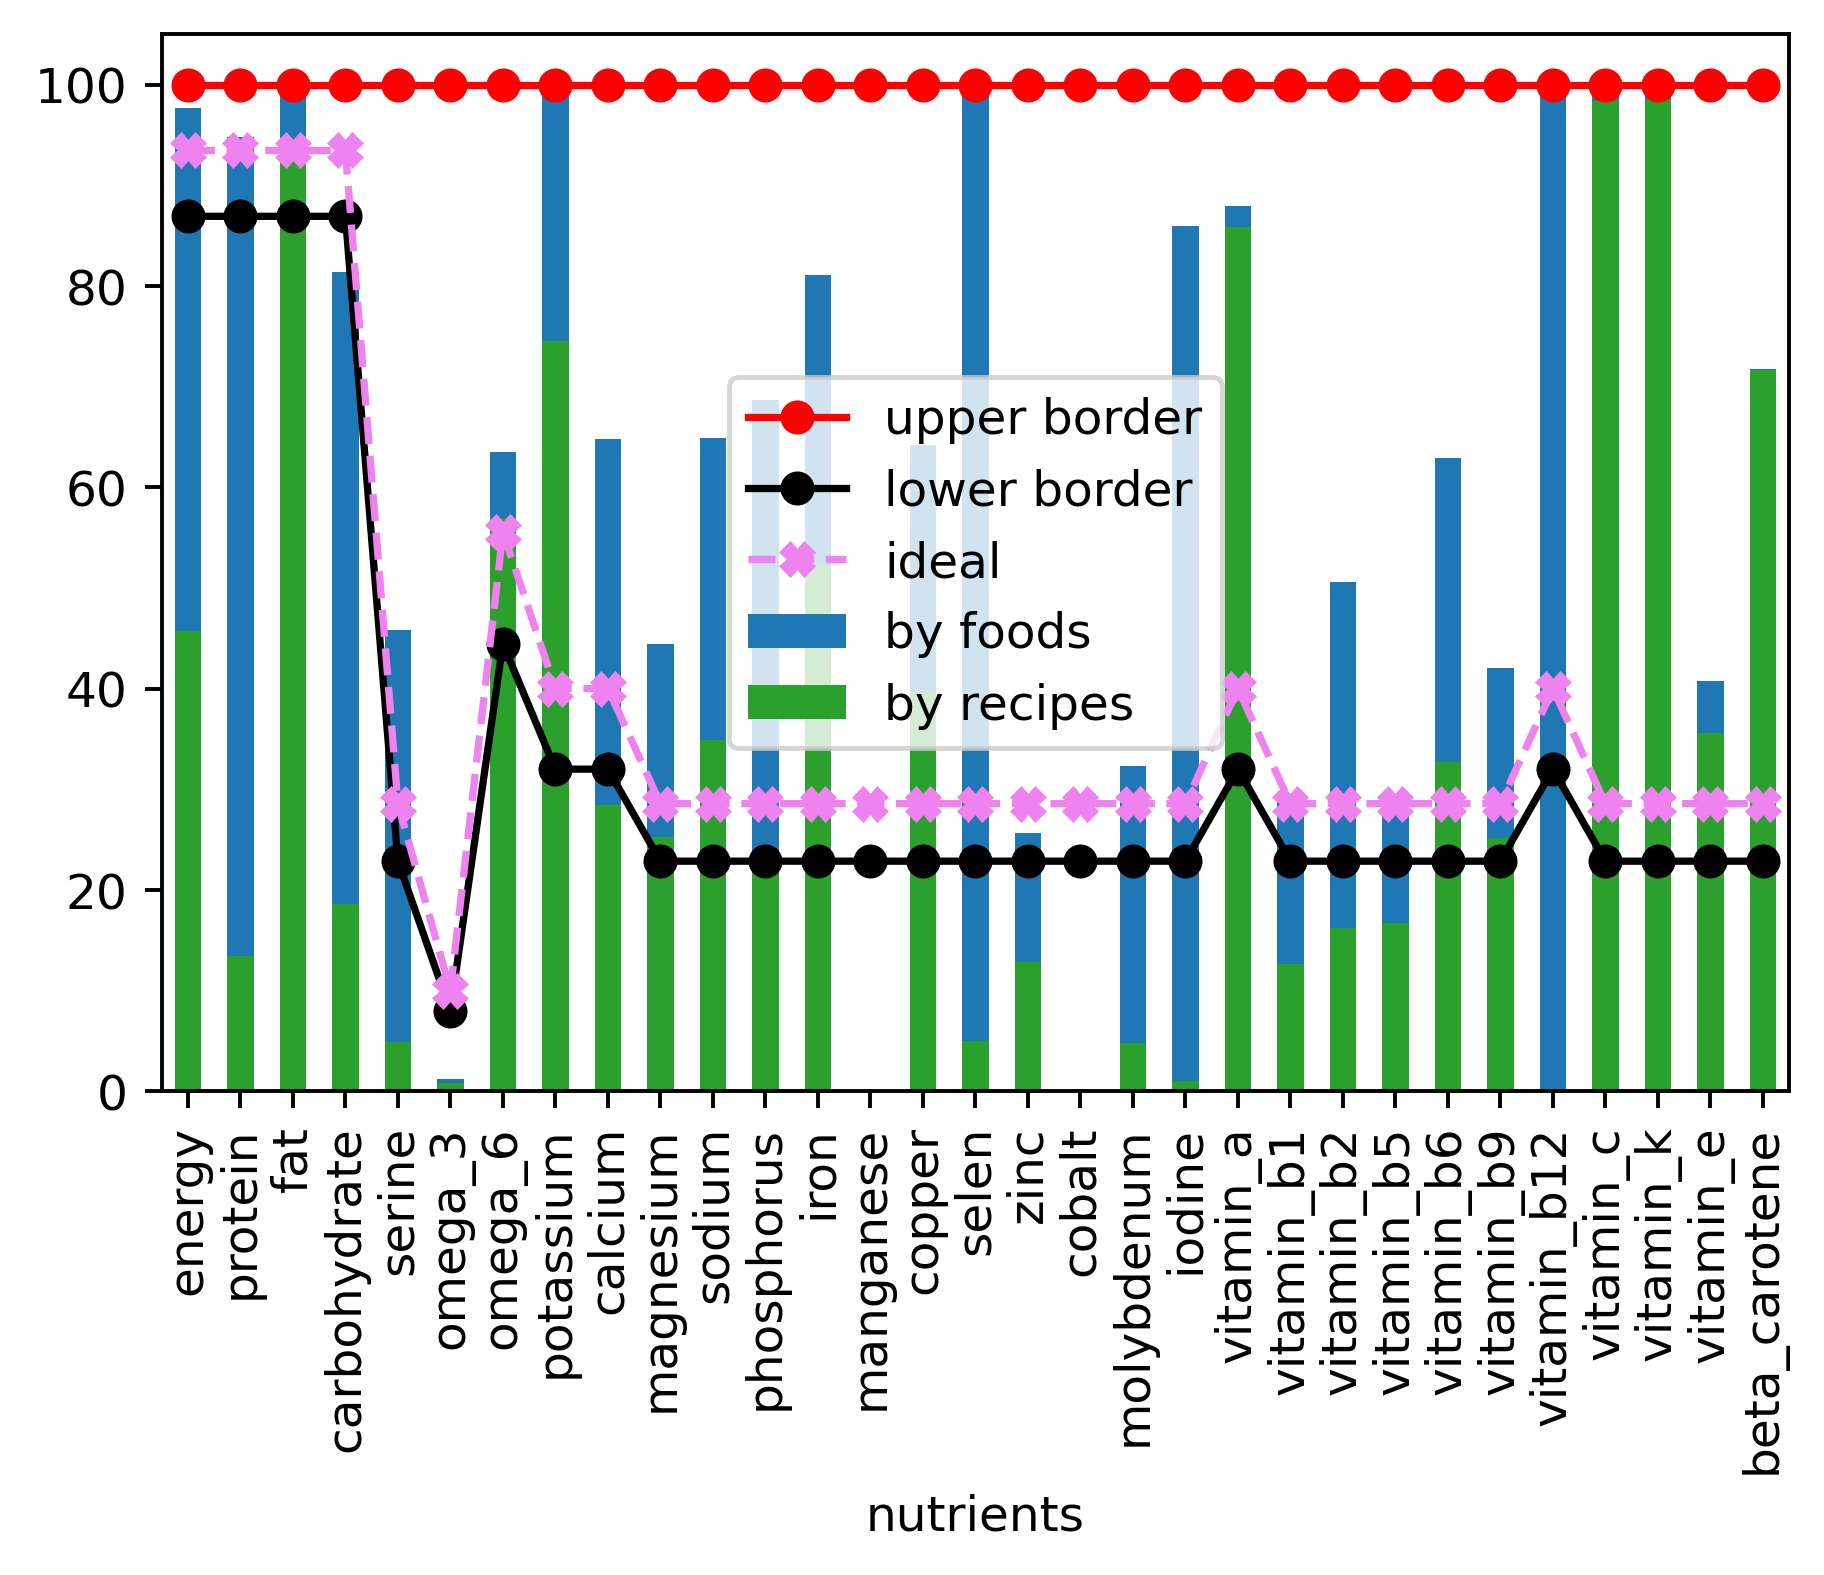 100
80
60
40
20
0
upper border
lower border
ideal
by foods
by recipes
energy
protein
fat
carbohydrate
serine
omega_3
omega_6
potassium
calcium
magnesium
sodium
phosphorus
iron
manganese
copper
selen
zinc
cobalt
molybdenum
iodine
vitamin_a
vitamin_b1
vitamin_b2
vitamin_b5
vitamin_b6
vitamin_b9
vitamin_b12
vitamin_c
vitamin_k
vitamin_e
beta_carotene
nutrients